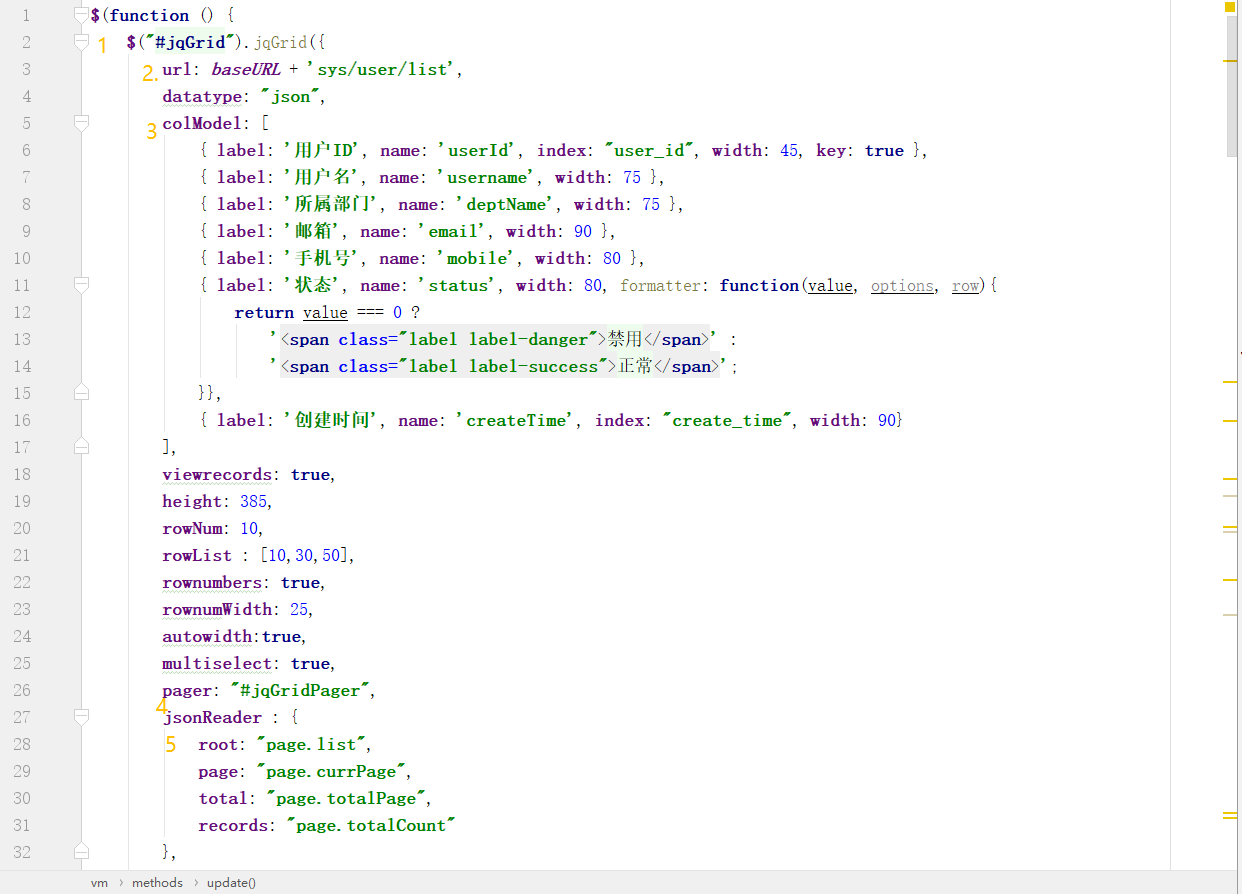 1 $(function () {
2 1 $("#jqGrid").jqGrid({
3 2. url: baseURL + 'sys/user/list',
4 datatype: "json",
5 3 colModel: [
6 { label: '用户ID', name: 'userId', index: "user_id", width: 45, key: true },
7 { label: '用户名', name: 'username', width: 75 },
8 { label: '所属部门', name: 'deptName', width: 75 },
9 { label: '邮箱', name: 'email', width: 90 },
10 { label: '手机号', name: 'mobile', width: 80 },
11 { label: '状态', name: 'status', width: 80, formatter: function(value, options, row){
12 return value === 0 ?
13 '<span class="label label-danger">禁用</span>' :
14 '<span class="label label-success">正常</span>';
15 }},
16 { label: '创建时间', name: 'createTime', index: "create_time", width: 90}
17 ],
18 viewrecords: true,
19 height: 385,
20 rowNum: 10,
21 rowList : [10,30,50],
22 rownumbers: true,
23 rownumWidth: 25,
24 autowidth:true,
25 multiselect: true,
26 pager: "#jqGridPager",
27 4 jsonReader : {
28 5 root: "page.list",
29 page: "page.currPage",
30 total: "page.totalPage",
31 records: "page.totalCount"
32 },
vm › methods › update()